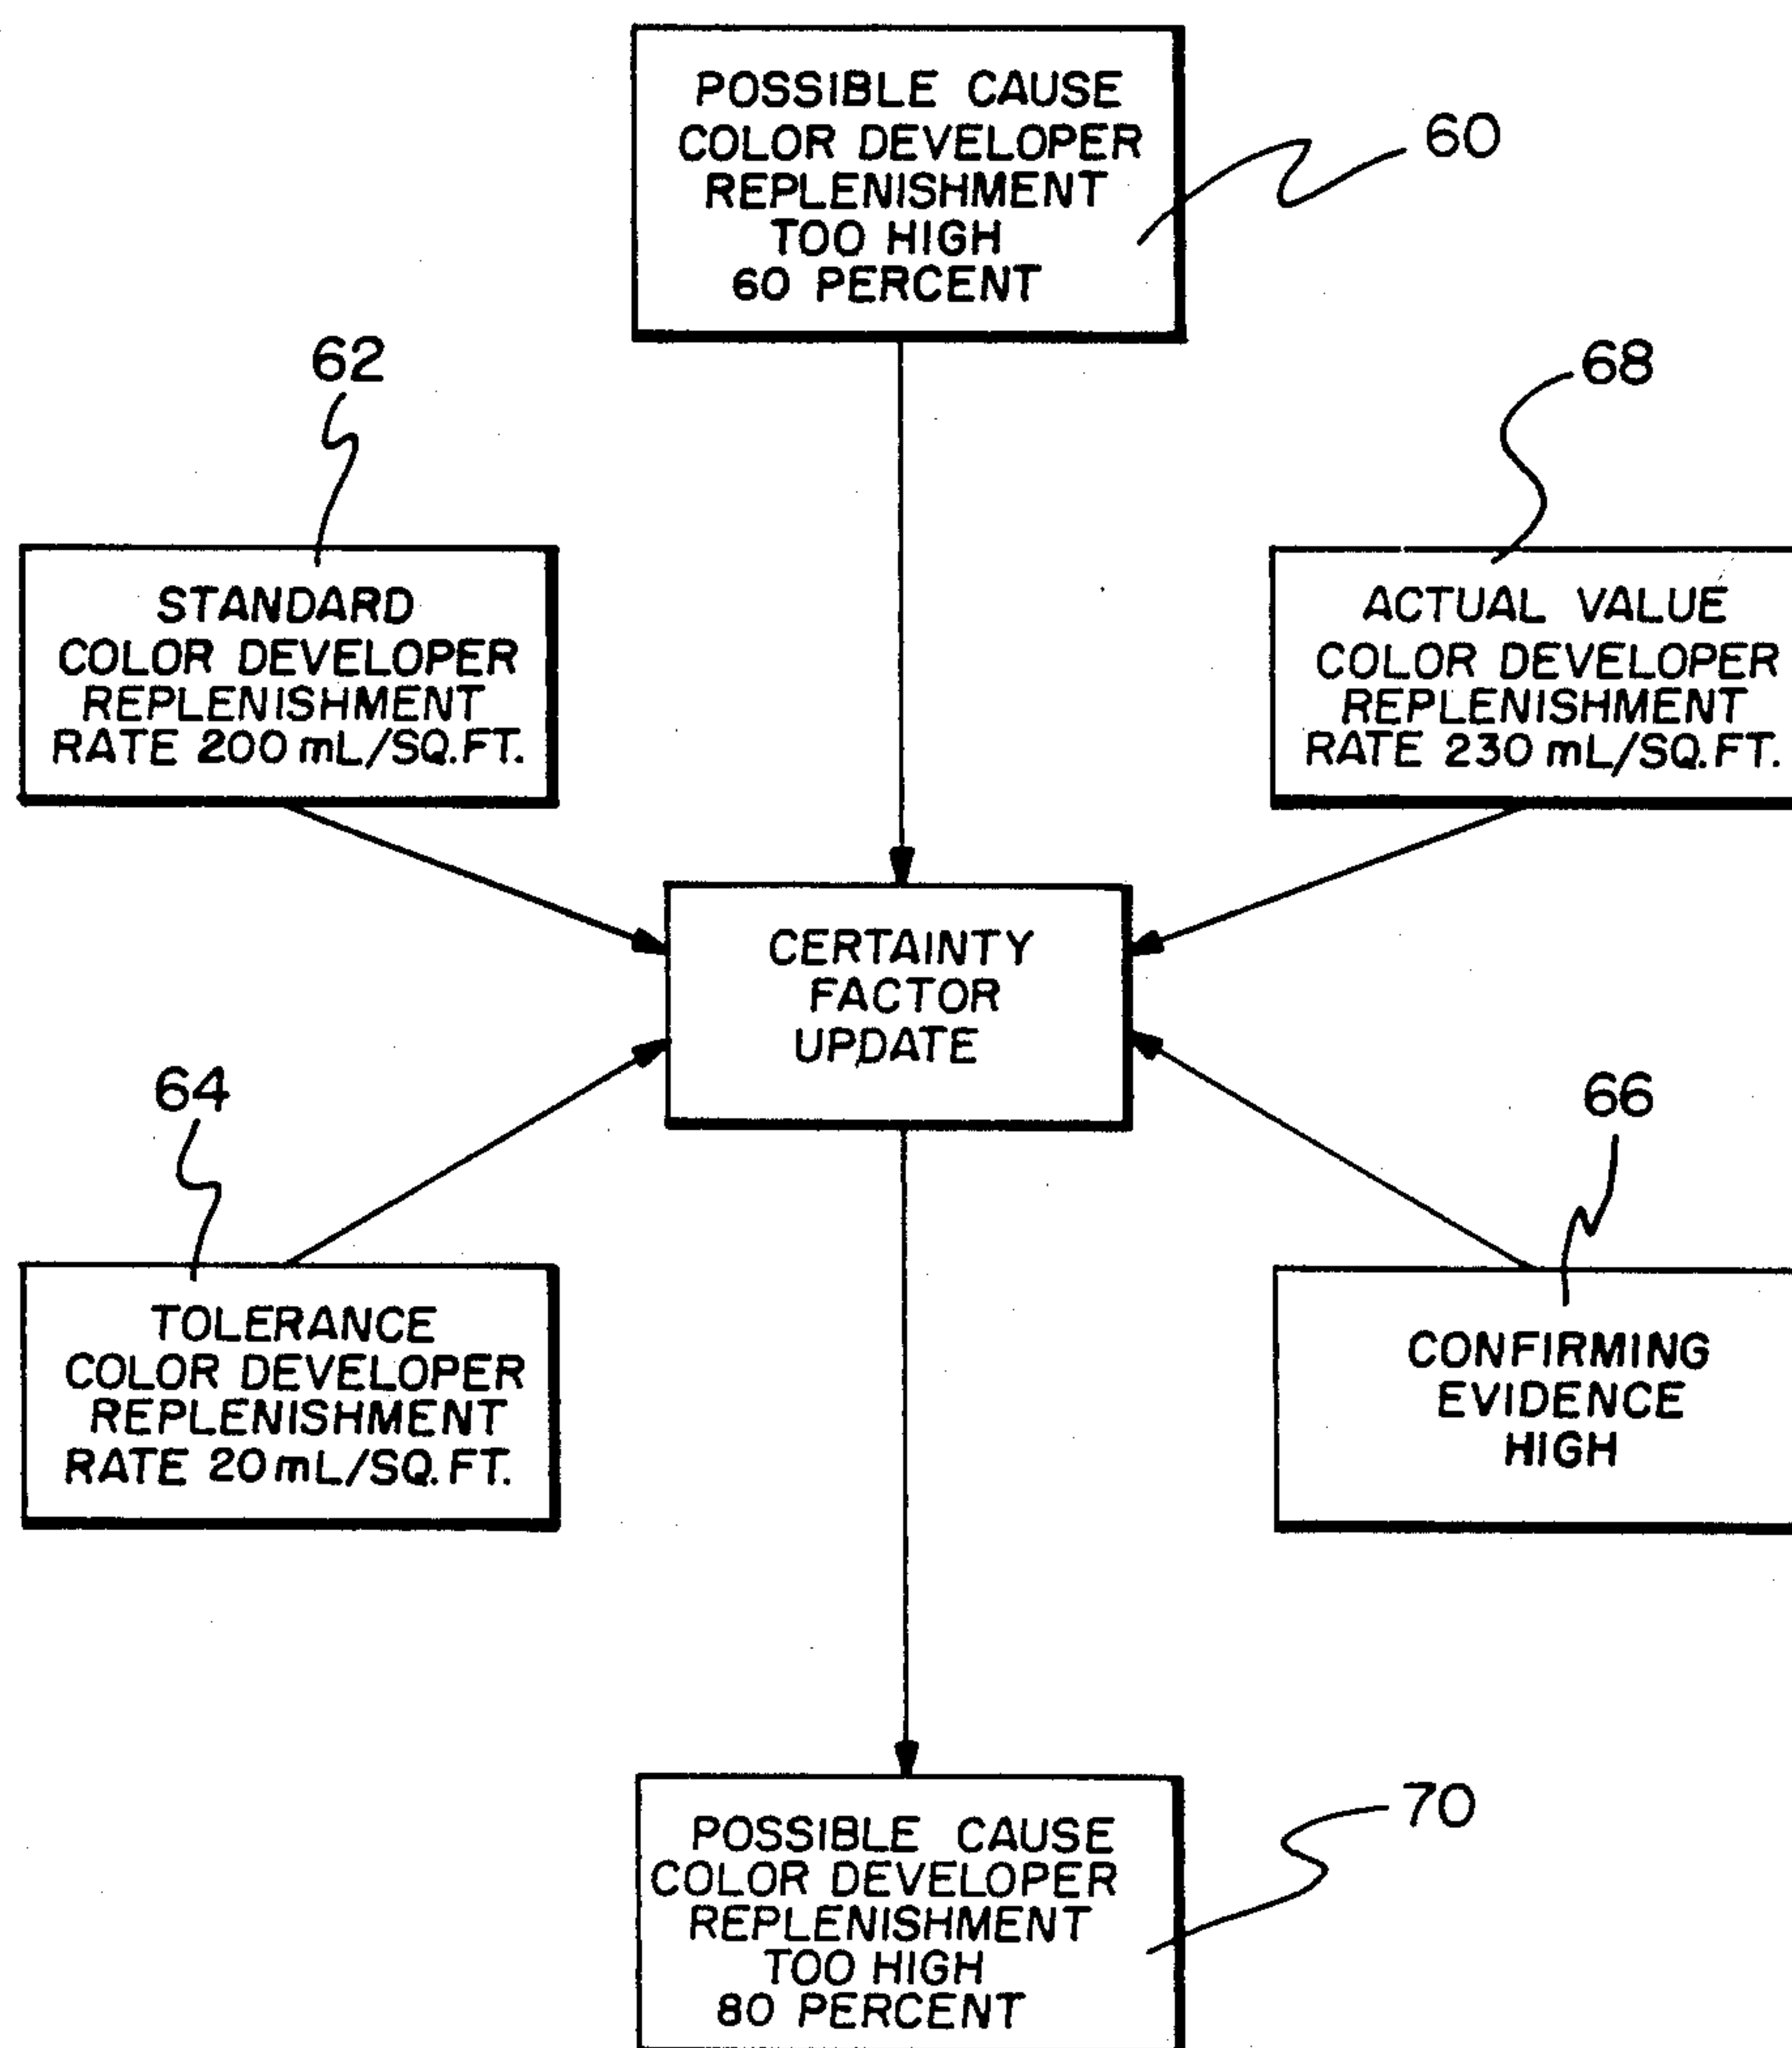 POSSIBLE CAUSE
COLOR DEVELOPER
REPLENISHMENT
TOO HIGH
60 PERCENT
60
62
STANDARD
COLOR DEVELOPER
REPLENISHMENT
RATE 200 mL/SQ.FT.
68
ACTUAL VALUE
COLOR DEVELOPER
REPLENISHMENT
RATE 230 mL/SQ.FT.
CERTAINTY
FACTOR
UPDATE
64
TOLERANCE
COLOR DEVELOPER
REPLENISHMENT
RATE 20 mL/SQ.FT.
66
CONFIRMING
EVIDENCE
HIGH
70
POSSIBLE CAUSE
COLOR DEVELOPER
REPLENISHMENT
TOO HIGH
80 PERCENT